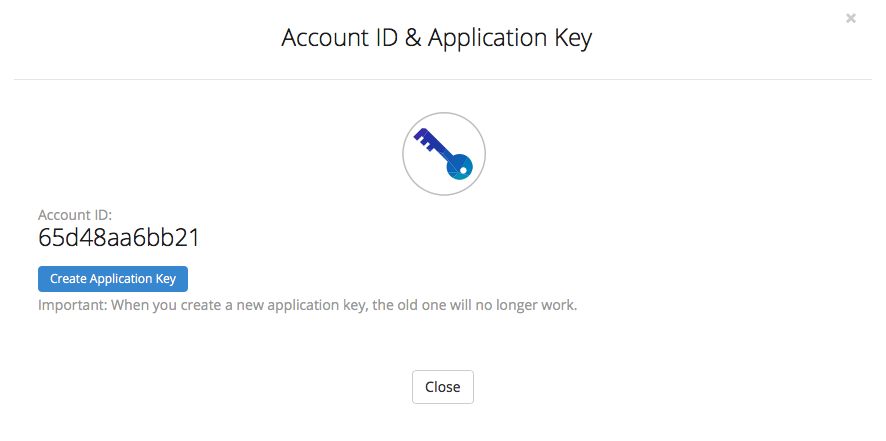 Account ID & Application Key
Account ID:
65d48aa6bb21
Create Application Key
Important: When you create a new application key, the old one will no longer work.
Close